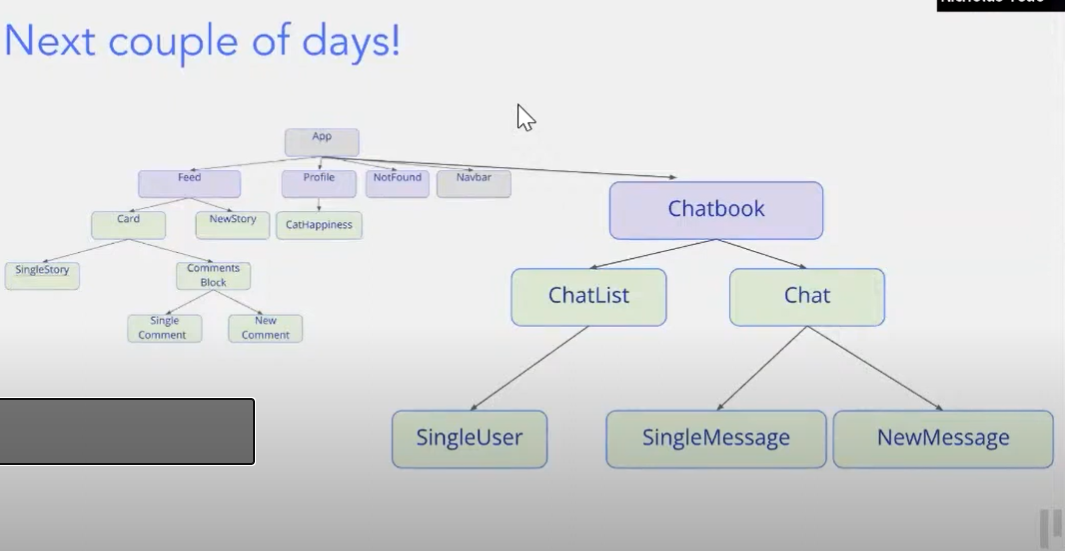 Next couple of days!
App
Feed
Profile
NotFound
Navbar
Chatbook
Card
NewStory
CatHappiness
SingleStory
Comments
Block
Single
Comment
New
Comment
ChatList
Chat
SingleUser
SingleMessage
NewMessage